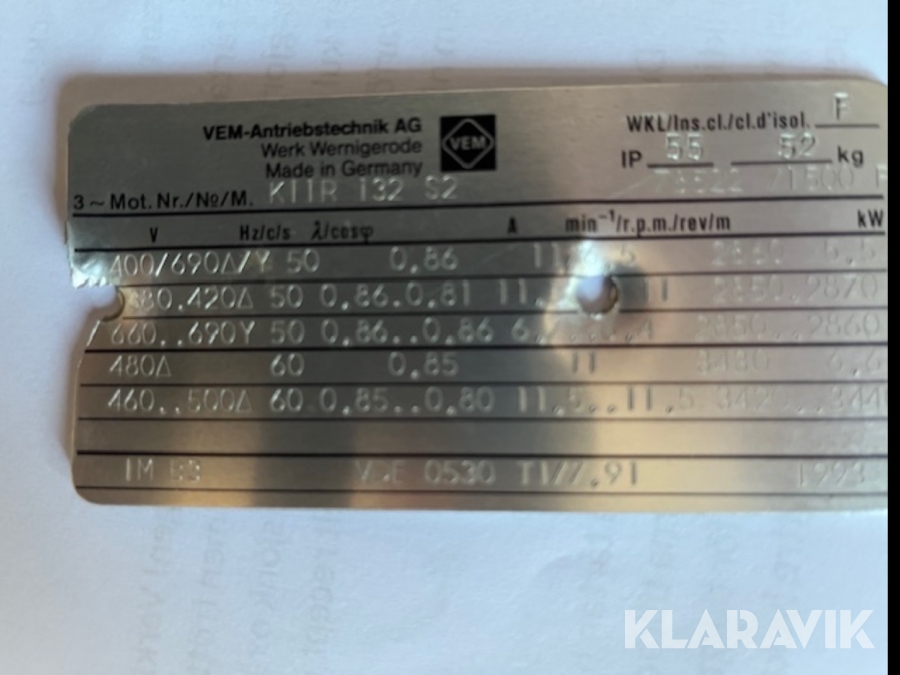 VEM-Antriebstechnik AG
Werk Wernigerode
Made in Germany
VEM
WKL/Ins.cl./cl.d'isol. F
IP 55 52 kg
3~Mot. Nr./No/M. K11R 132 S2
V Hz/c/s λ/cosφ A min⁻¹/r.p.m./rev/m kW
400/690Δ/Y 50 0,86 2860 5,5
380.420Δ 50 0,86.0,81 2850.2870
660..690Y 50 0,86..0,86 2850..2860
480Δ 60 0,85 11 3480
460..500Δ 60 0,85..0,80 11,5..11,5
IM B3 VDE 0530 1993
KLARAVIK